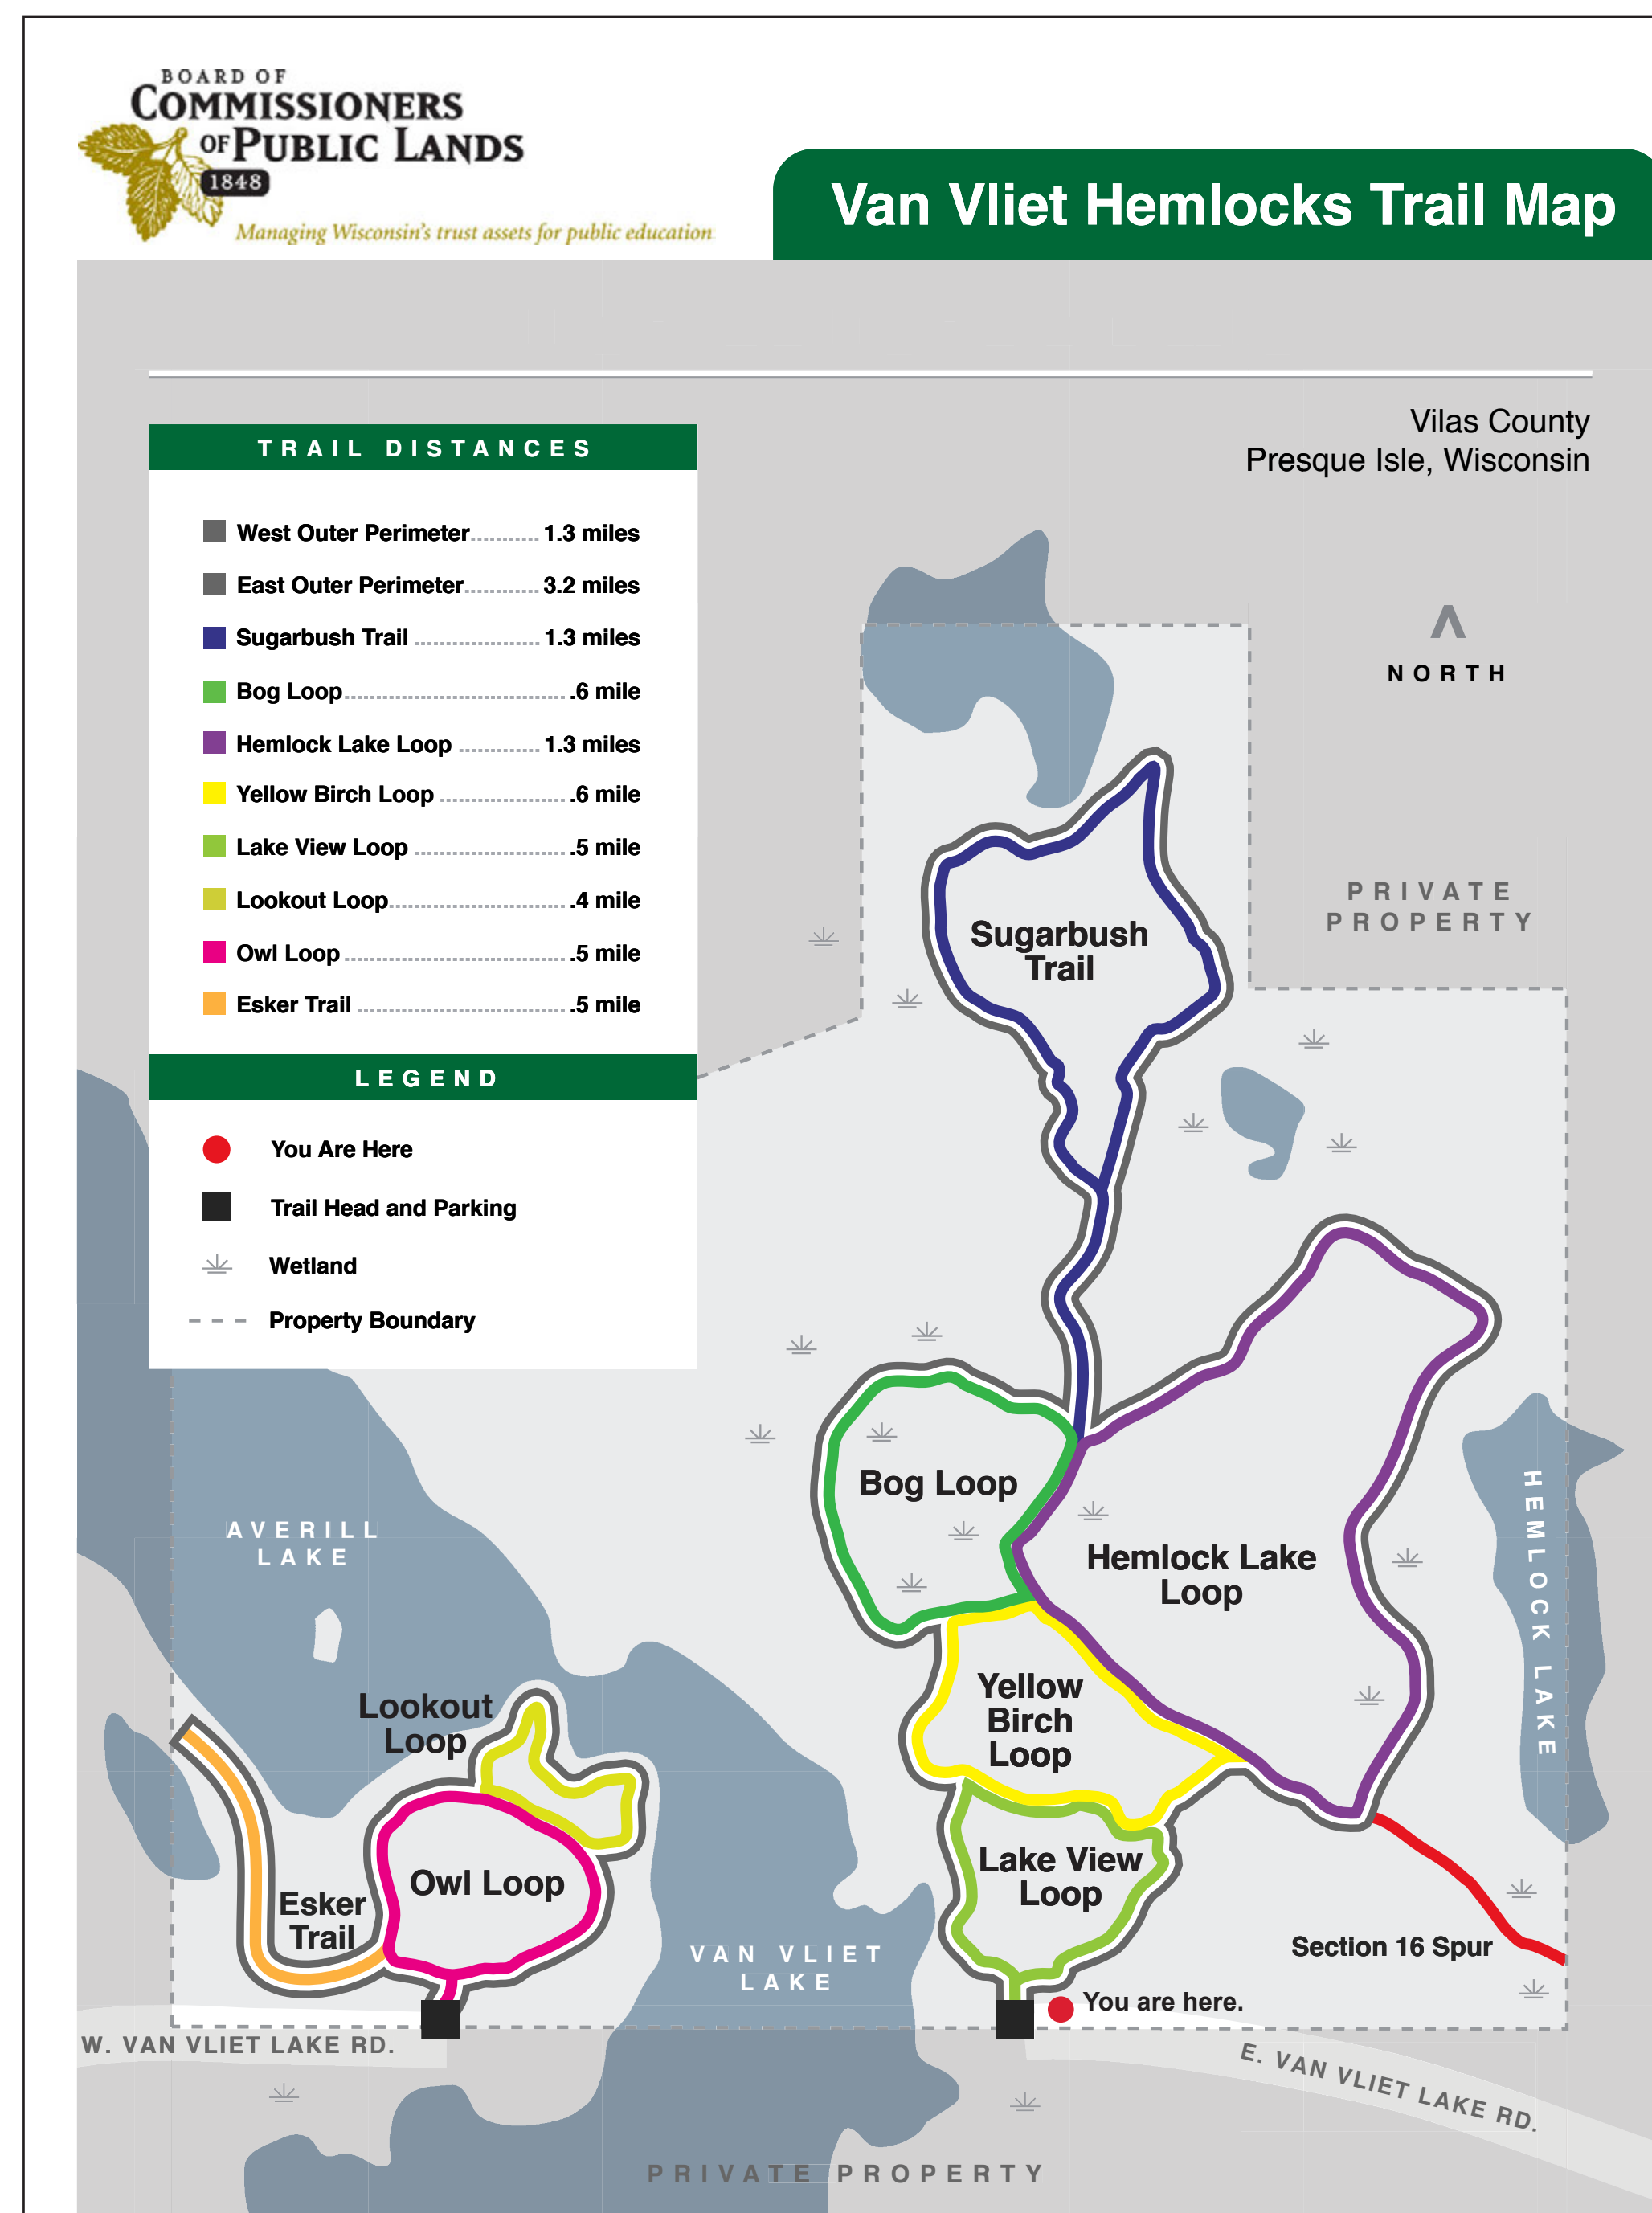 BOARD OF
COMMISSIONERS
OF PUBLIC LANDS
1848
Managing Wisconsin's trust assets for public education
Van Vliet Hemlocks Trail Map
Vilas County
Presque Isle, Wisconsin
TRAIL DISTANCES
West Outer Perimeter........... 1.3 miles
East Outer Perimeter............ 3.2 miles
Sugarbush Trail .................... 1.3 miles
Bog Loop.................................... .6 mile
Hemlock Lake Loop ............. 1.3 miles
Yellow Birch Loop .................... .6 mile
Lake View Loop ........................ .5 mile
Lookout Loop............................ .4 mile
Owl Loop .................................... .5 mile
Esker Trail .................................. .5 mile
LEGEND
You Are Here
Trail Head and Parking
Wetland
Property Boundary
NORTH
PRIVATE
PROPERTY
Sugarbush
Trail
Bog Loop
Hemlock Lake
Loop
HEMLOCK LAKE
AVERILL
LAKE
Yellow
Birch
Loop
Lookout
Loop
Owl Loop
Lake View
Loop
Esker
Trail
Section 16 Spur
VAN VLIET
LAKE
You are here.
W. VAN VLIET LAKE RD.
E. VAN VLIET LAKE RD.
PRIVATE PROPERTY